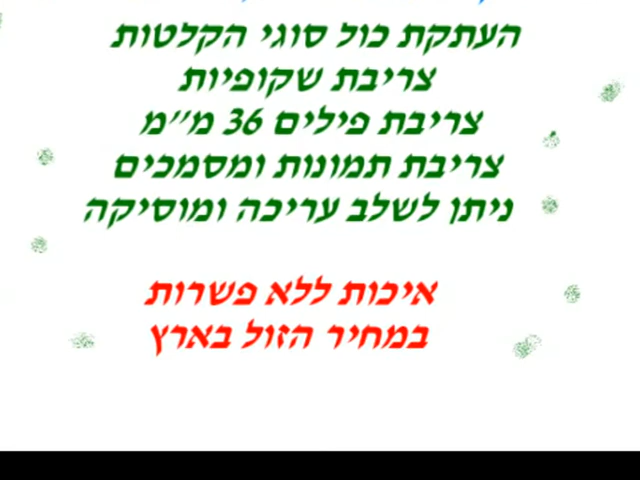 העתקת כול סוגי הקלטות
צריבת שקופיות
צריבת פילים 36 מ״מ
צריבת תמונות ומסמכים
ניתן לשלב עריכה ומוסיקה
איכות ללא פשרות
במחיר הזול בארץ